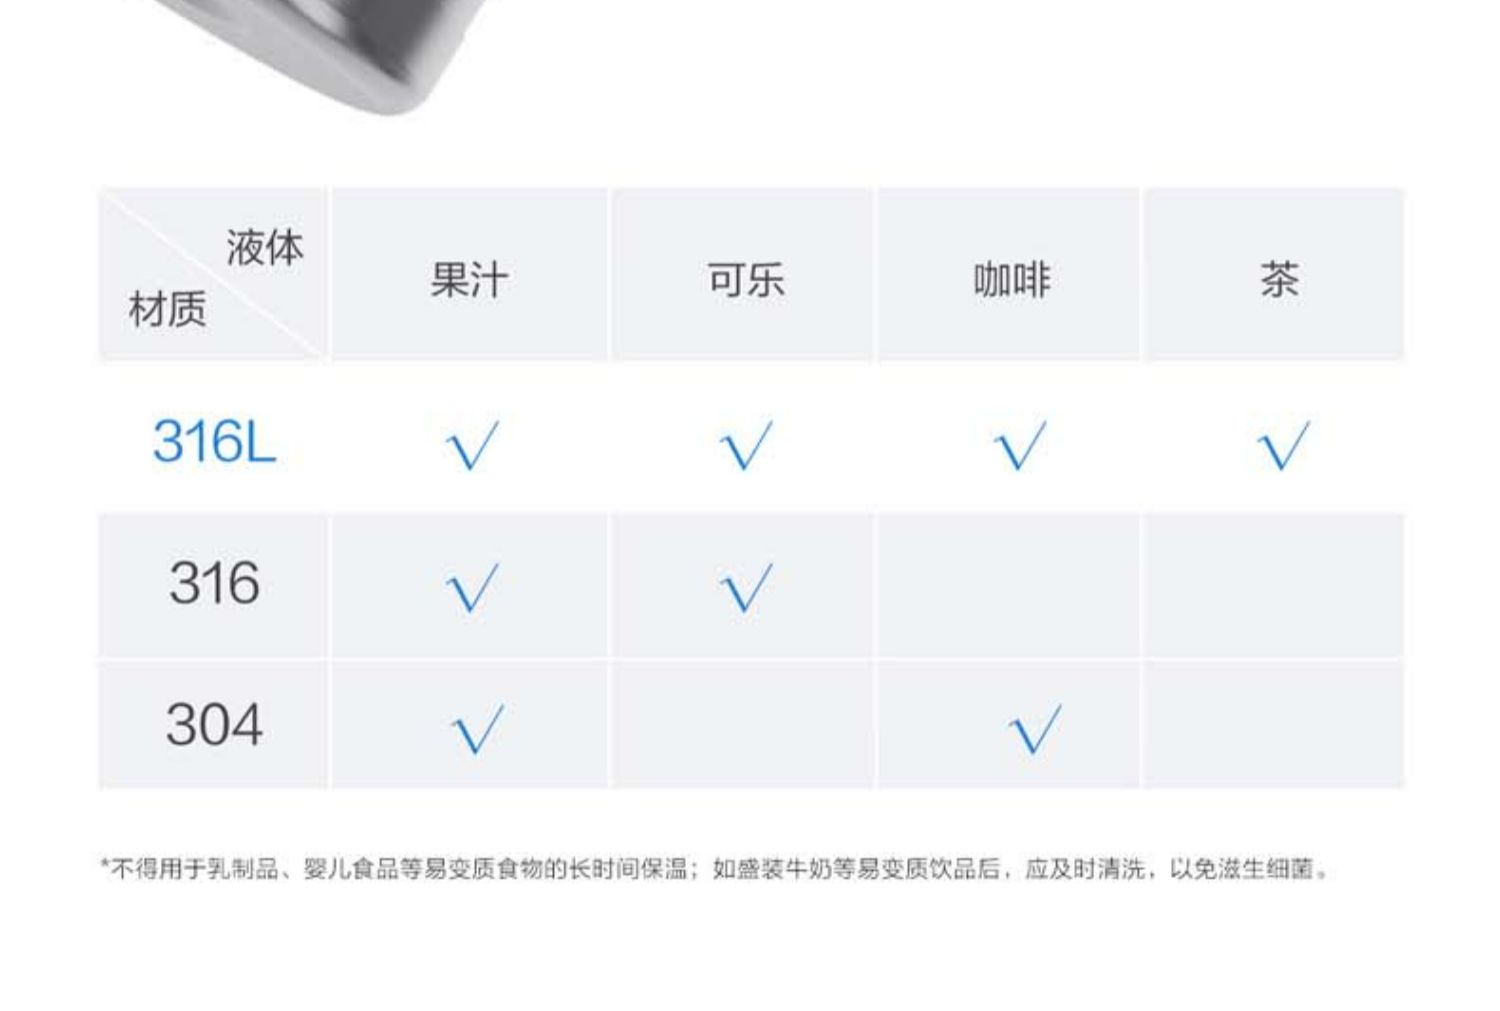 液体
材质
果汁 可乐 咖啡 茶
316L √ √ √ √
316 √ √
304 √ √
*不得用于乳制品、婴儿食品等易变质食物的长时间保温；如盛装牛奶等易变质饮品后，应及时清洗，以免滋生细菌。